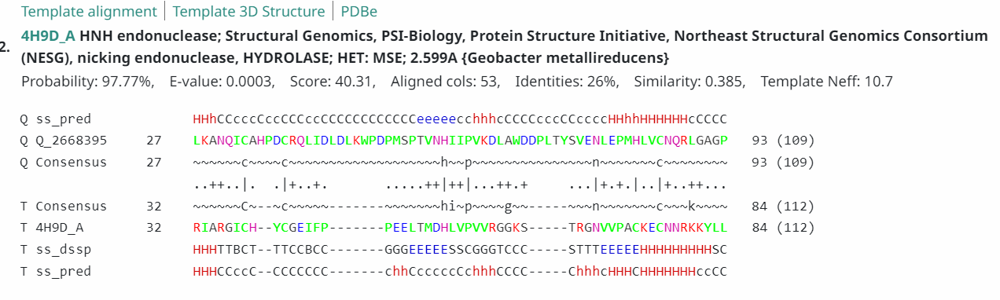 Template alignment | Template 3D Structure | PDBe
2. 4H9D_A HNH endonuclease; Structural Genomics, PSI-Biology, Protein Structure Initiative, Northeast Structural Genomics Consortium
(NESG), nicking endonuclease, HYDROLASE; HET: MSE; 2.599A {Geobacter metallireducens}
Probability: 97.77%, E-value: 0.0003, Score: 40.31, Aligned cols: 53, Identities: 26%, Similarity: 0.385, Template Neff: 10.7
Q ss_pred HHhCCcccCccCCCccCCCCCCCCCCCCeeeeecchhhcCCCCcccCCccccHHhhHHHHHHcCCCC
Q Q_2668395 27 LKANQICAHPDCRQLIDLDLKWPDPMSPTVNHIIPVKDLAWDDPLTYSVENLEPMHLVCNQRLGAGP 93 (109)
Q Consensus 27 ~~~~~~c~~~~c~~~~~~~~~~~~~~~~~~~h~~p~~~~~~~~~~~~~~~n~~~~~~~c~~~~~~~~ 93 (109)
..++..|.  .|+..+.       .....++|++|...++.+     ...|+.+.|..|+..++...
T Consensus 32 ~~~~~~C~--~c~~~~~-------~~~~~~~hi~p~~~~g~~-----~~~n~~~~~~~c~~~k~~~~ 84 (112)
T 4H9D_A 32 RIARGICH--YCGEIFP-------PEELTMDHLVPVVRGGKS-----TRGNVVPACKECNNRKKYLL 84 (112)
T ss_dssp HHHTTBCT--TTCCBCC-------GGGEEEEESSCGGGTCCC-----STTTEEEEEHHHHHHHHHSC
T ss_pred HHHCCccC--CCCCCCC-------chhCcccccCchhhCCCC-----ChhhcHHHCHHHHHHHccCC